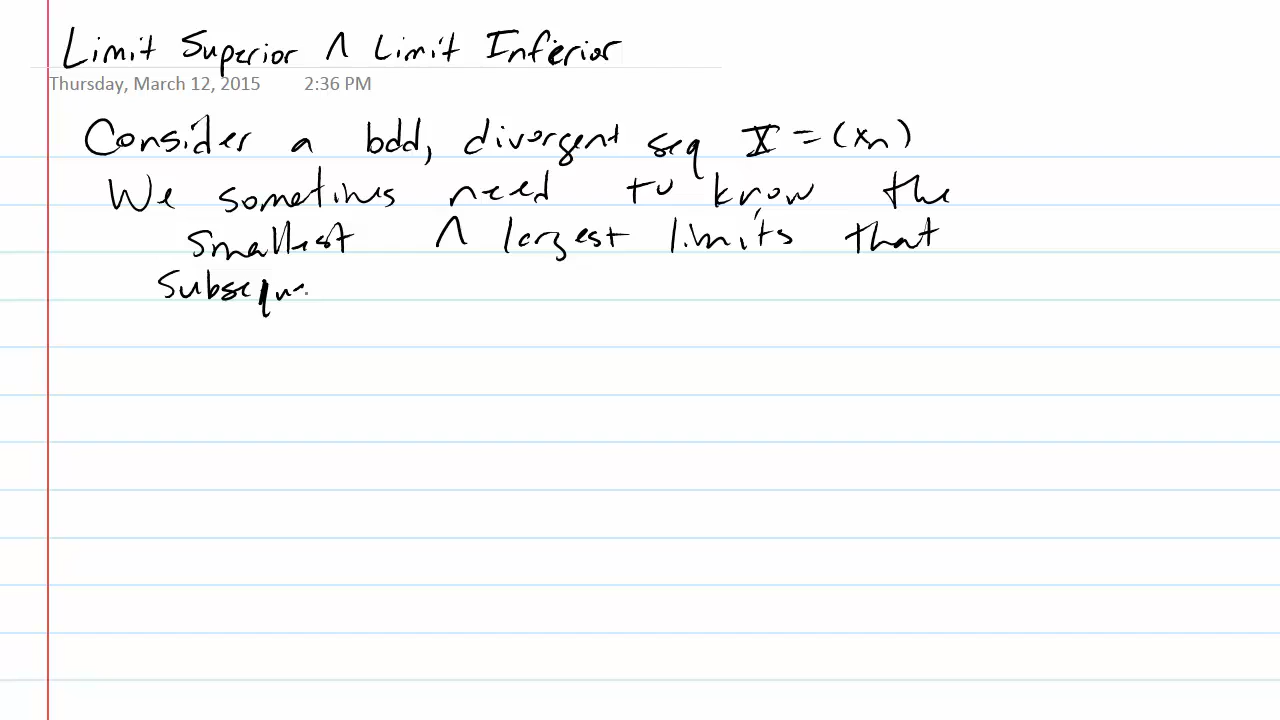 Limit Superior ∧ Limit Inferior
Thursday, March 12, 2015 2:36 PM
Consider a bdd, divergent seq X = (xn)
We sometimes need to know the
smallest ∧ largest limits that
Subseque